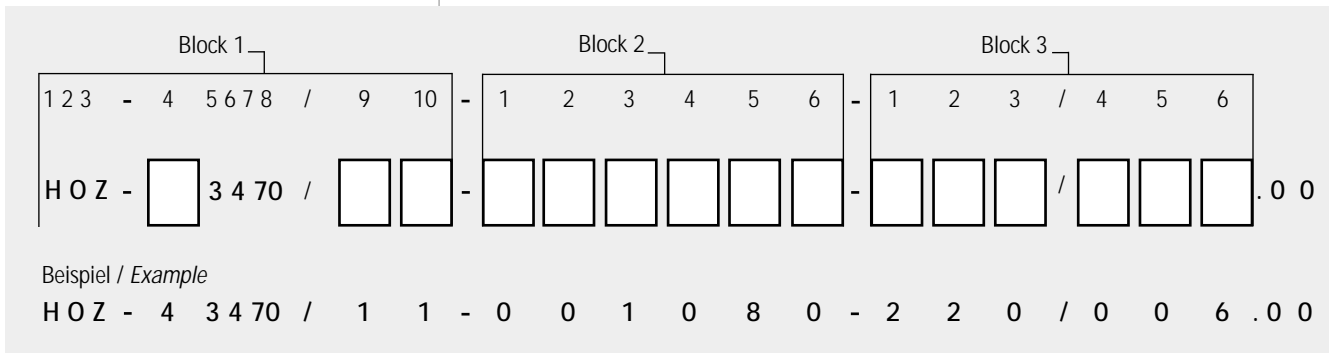 Block 1 Block 2 Block 3
1 2 3 - 4 5 6 7 8 / 9 10 - 1 2 3 4 5 6 - 1 2 3 / 4 5 6
H O Z - 3 4 70 / - - / . 0 0
Beispiel / Example
H O Z - 4 3 4 70 / 1 1 - 0 0 1 0 8 0 - 2 2 0 / 0 0 6 . 0 0